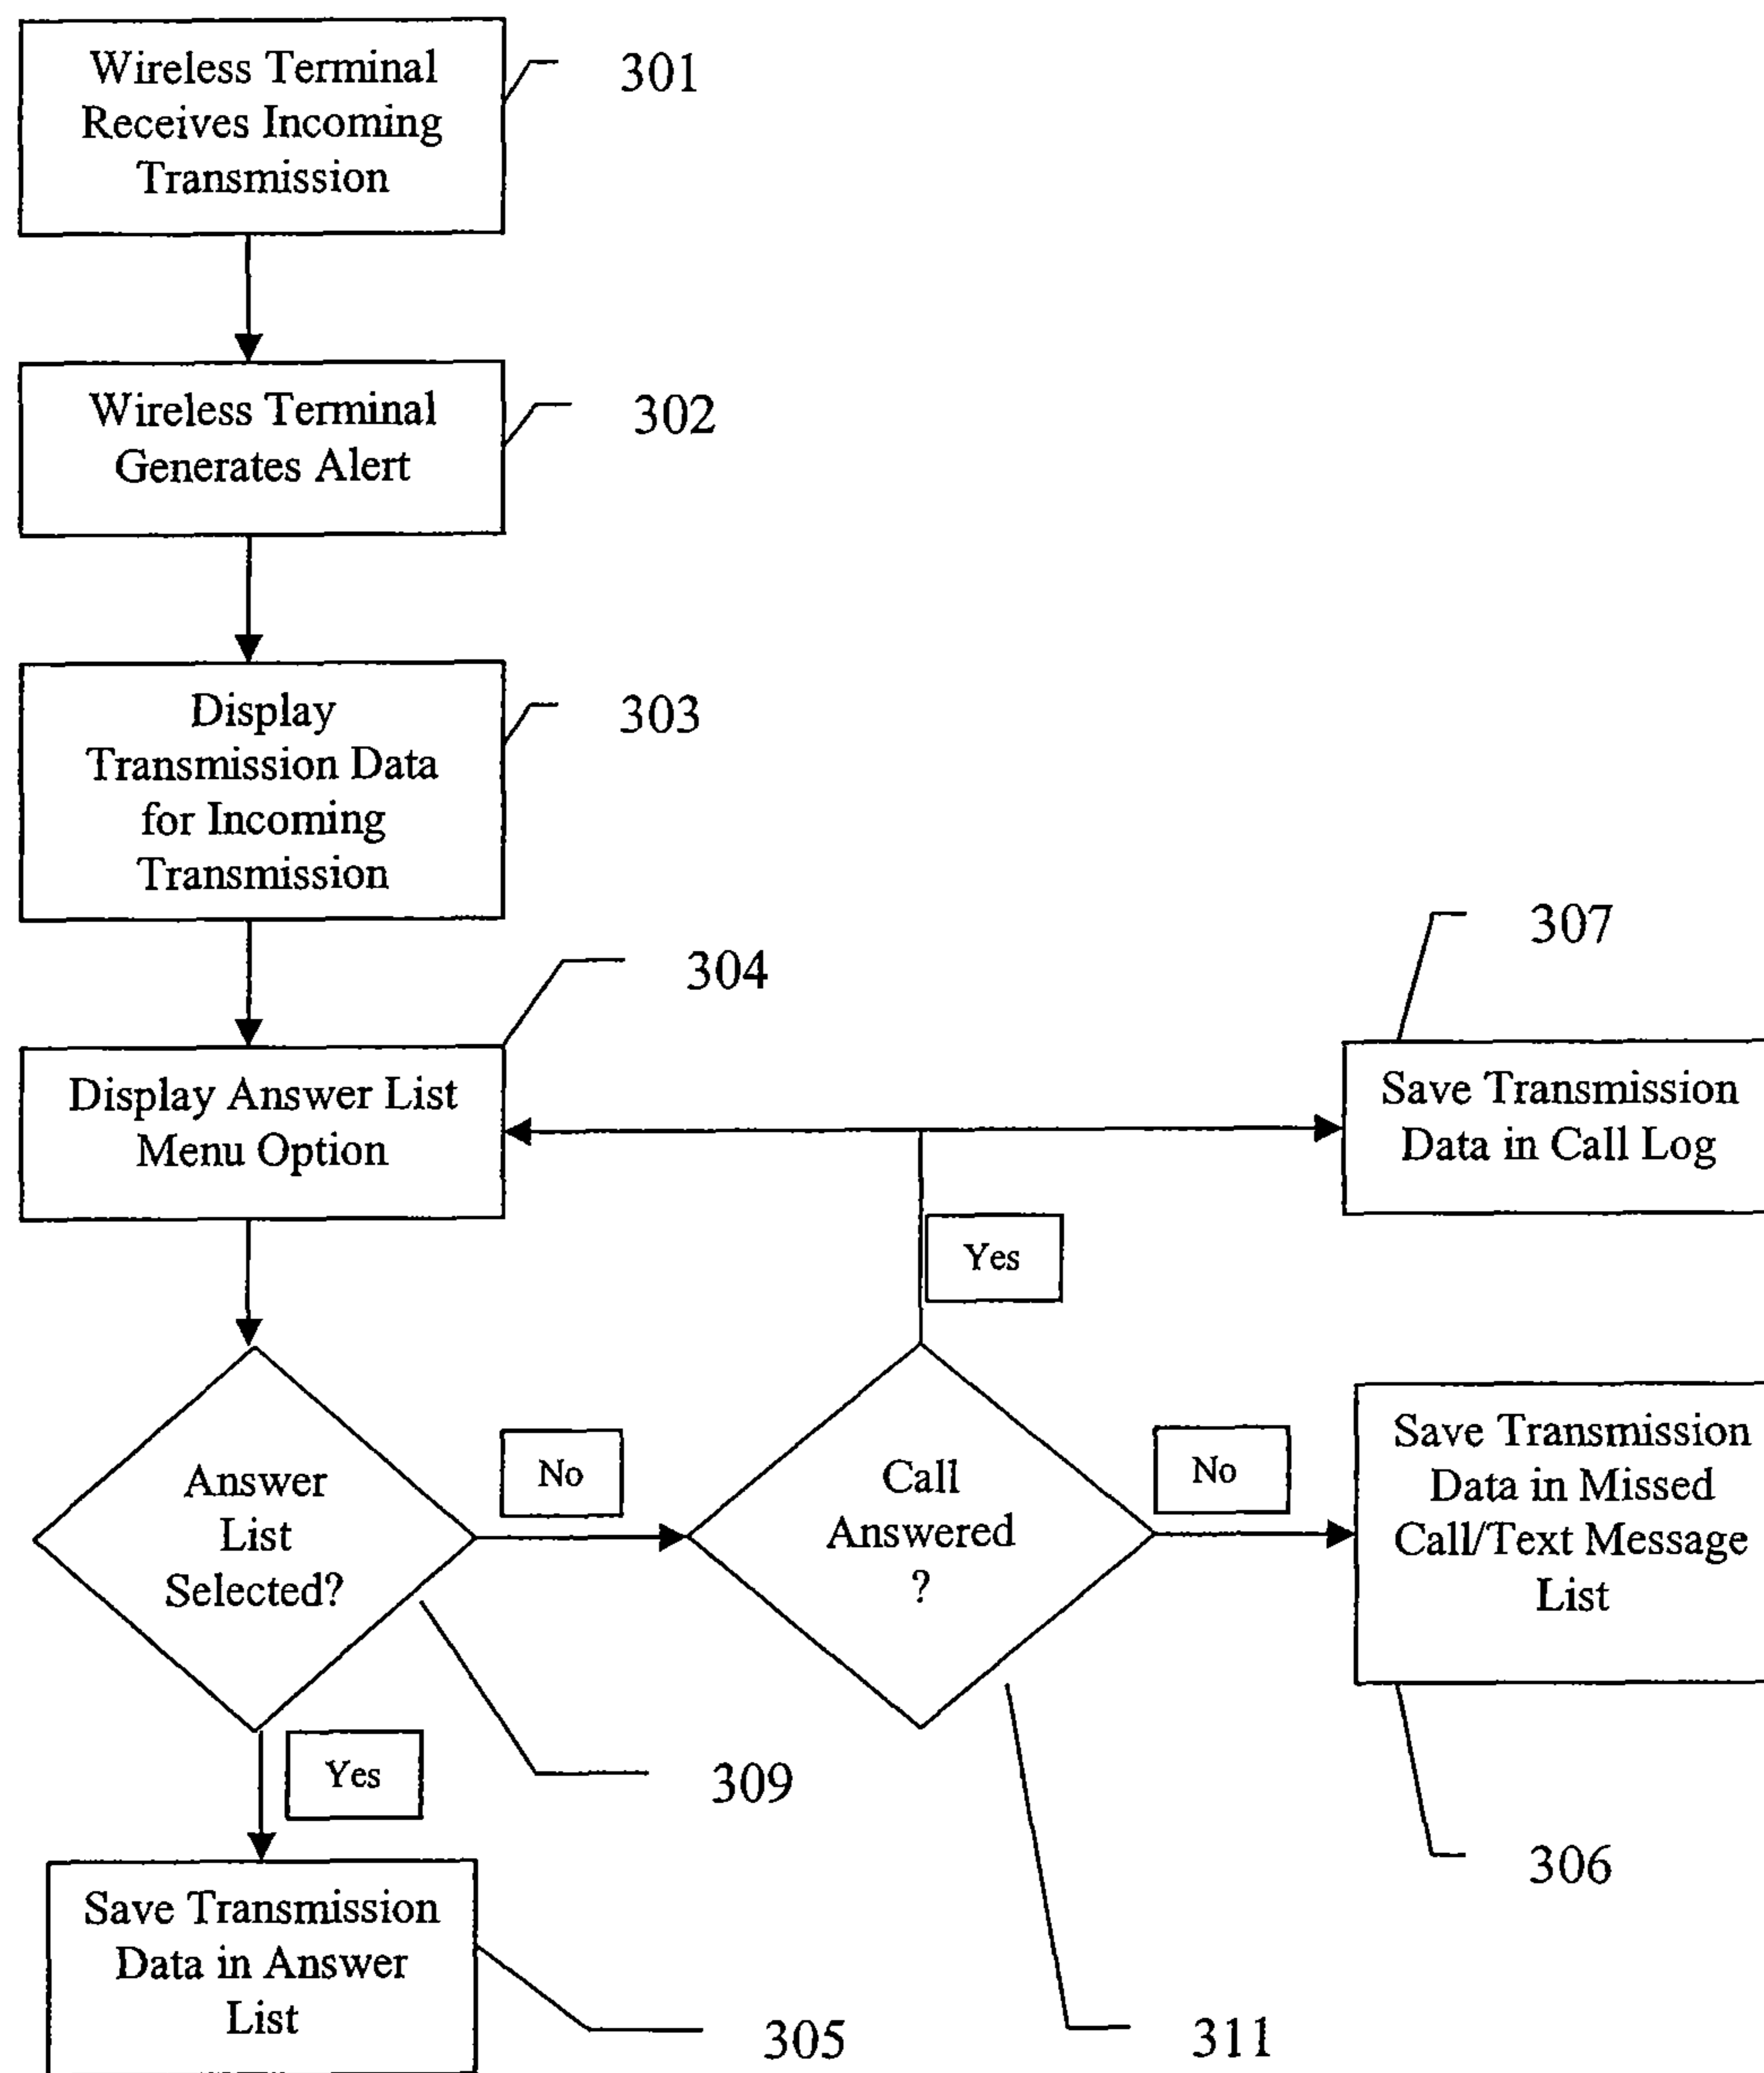 Wireless Terminal
Receives Incoming
Transmission
301
Wireless Terminal
Generates Alert
302
Display
Transmission Data
for Incoming
Transmission
303
304
Display Answer List
Menu Option
307
Save Transmission
Data in Call Log
Yes
Answer
List
Selected?
No
Call
Answered
?
No
Save Transmission
Data in Missed
Call/Text Message
List
Yes
309
306
Save Transmission
Data in Answer
List
305
311